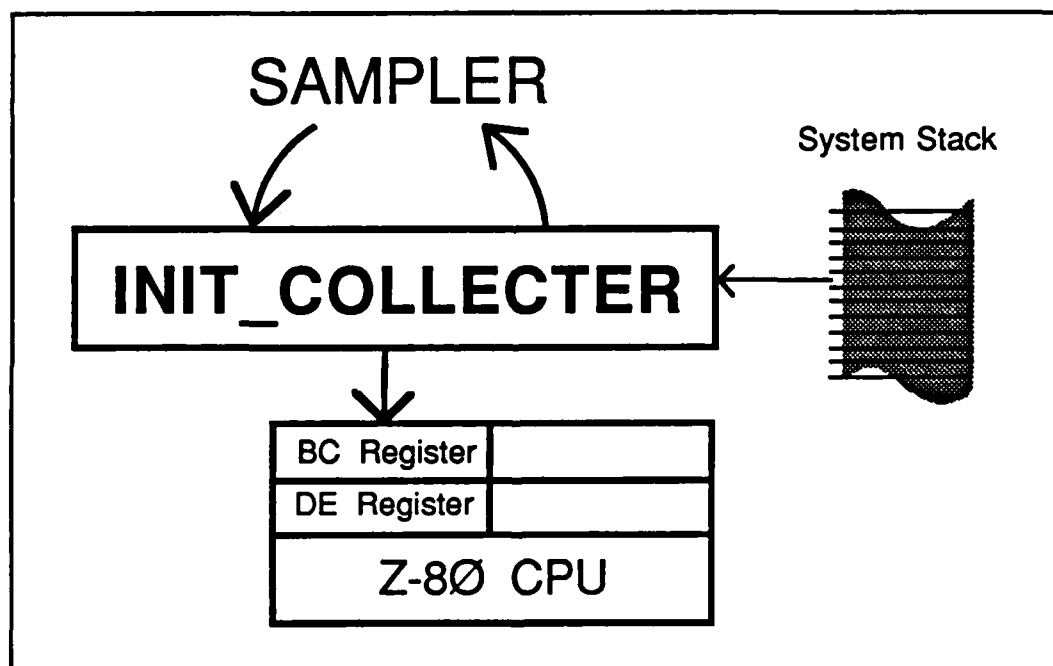 SAMPLER
System Stack
INIT_COLLECTER
BC Register
DE Register
Z-8Ø CPU